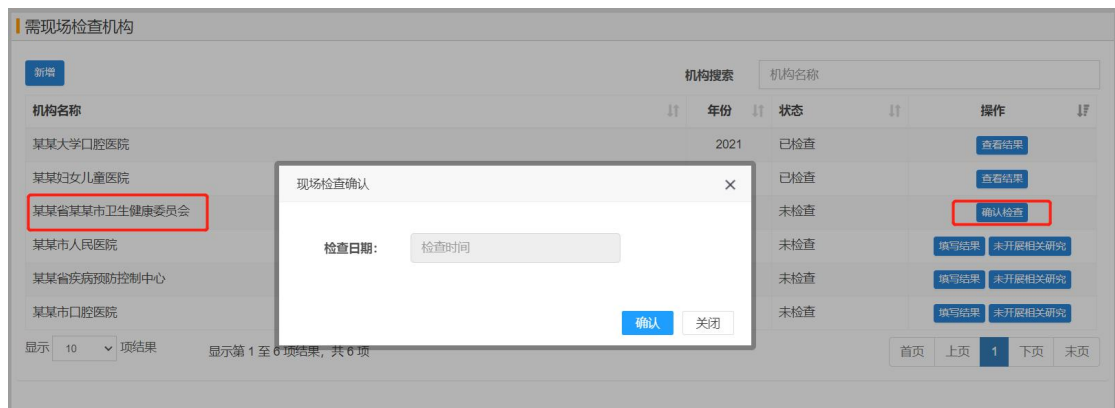 需现场检查机构
新增 机构搜索 机构名称
机构名称 年份 状态 操作
某某大学口腔医院 2021 已检查 查看结果
某某妇女儿童医院 已检查 查看结果
现场检查确认 ×
某某省某某市卫生健康委员会 未检查 确认检查
某某市人民医院 未检查 填写结果 未开展相关研究
检查日期： 检查时间
某某省疾病预防控制中心 未检查 填写结果 未开展相关研究
某某市口腔医院 未检查 填写结果 未开展相关研究
确认 关闭
显示 10 项结果 显示第 1 至 6 项结果，共 6 项 首页 上页 1 下页 末页